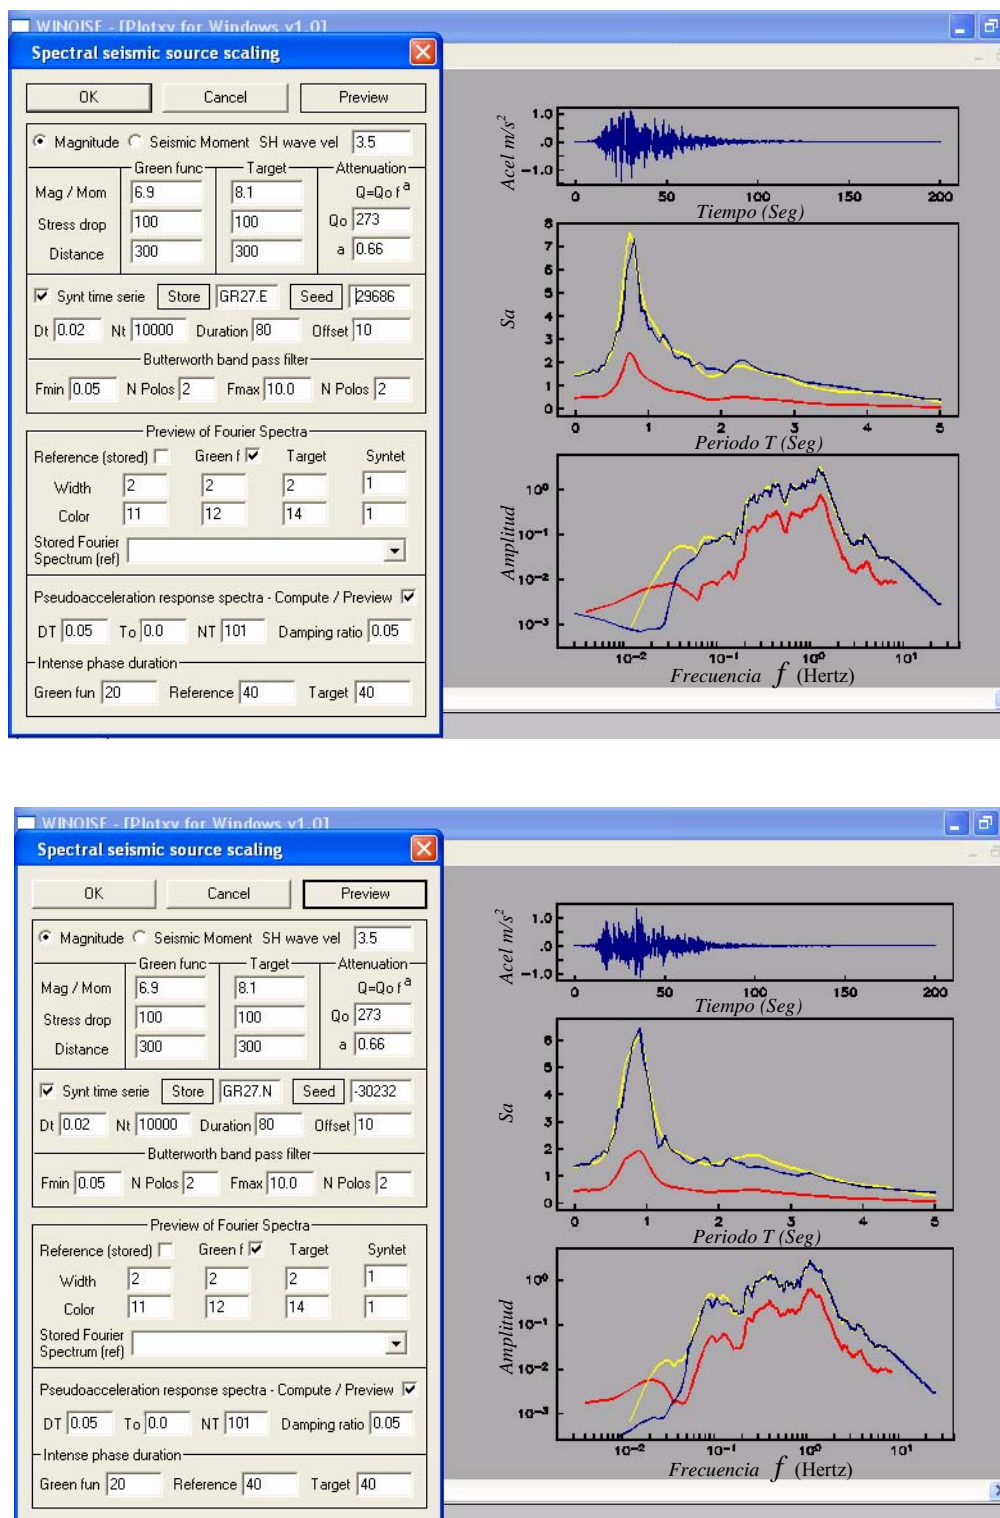 WINOISE - [Plotxy for Windows v1.0]
Spectral seismic source scaling
OK Cancel Preview
Magnitude Seismic Moment SH wave vel 3.5
Green func Target Attenuation
Mag / Mom 6.9 8.1 Q=Qo f a
Stress drop 100 100 Qo 273
Distance 300 300 a 0.66
Synt time serie Store GR27.E Seed 29686
Dt 0.02 Nt 10000 Duration 80 Offset 10
Butterworth band pass filter
Fmin 0.05 N Polos 2 Fmax 10.0 N Polos 2
Preview of Fourier Spectra
Reference (stored) Green f Target Syntet
Width 2 2 2 1
Color 11 12 14 1
Stored Fourier
Spectrum (ref)
Pseudoacceleration response spectra - Compute / Preview
DT 0.05 To 0.0 NT 101 Damping ratio 0.05
Intense phase duration
Green fun 20 Reference 40 Target 40
Acel m/s²
1.0
.0
-1.0
0 50 100 150 200
Tiempo (Seg)
Sa
8
7
6
5
4
3
2
1
0
0 1 2 3 4 5
Periodo T (Seg)
Amplitud
10⁰
10⁻¹
10⁻²
10⁻³
10⁻² 10⁻¹ 10⁰ 10¹
Frecuencia f (Hertz)
WINOISE - [Plotxy for Windows v1.0]
Spectral seismic source scaling
OK Cancel Preview
Magnitude Seismic Moment SH wave vel 3.5
Green func Target Attenuation
Mag / Mom 6.9 8.1 Q=Qo f a
Stress drop 100 100 Qo 273
Distance 300 300 a 0.66
Synt time serie Store GR27.N Seed -30232
Dt 0.02 Nt 10000 Duration 80 Offset 10
Butterworth band pass filter
Fmin 0.05 N Polos 2 Fmax 10.0 N Polos 2
Preview of Fourier Spectra
Reference (stored) Green f Target Syntet
Width 2 2 2 1
Color 11 12 14 1
Stored Fourier
Spectrum (ref)
Pseudoacceleration response spectra - Compute / Preview
DT 0.05 To 0.0 NT 101 Damping ratio 0.05
Intense phase duration
Green fun 20 Reference 40 Target 40
Acel m/s²
1.0
.0
-1.0
0 50 100 150 200
Tiempo (Seg)
Sa
6
5
4
3
2
1
0
0 1 2 3 4 5
Periodo T (Seg)
Amplitud
10⁰
10⁻¹
10⁻²
10⁻³
10⁻² 10⁻¹ 10⁰ 10¹
Frecuencia f (Hertz)